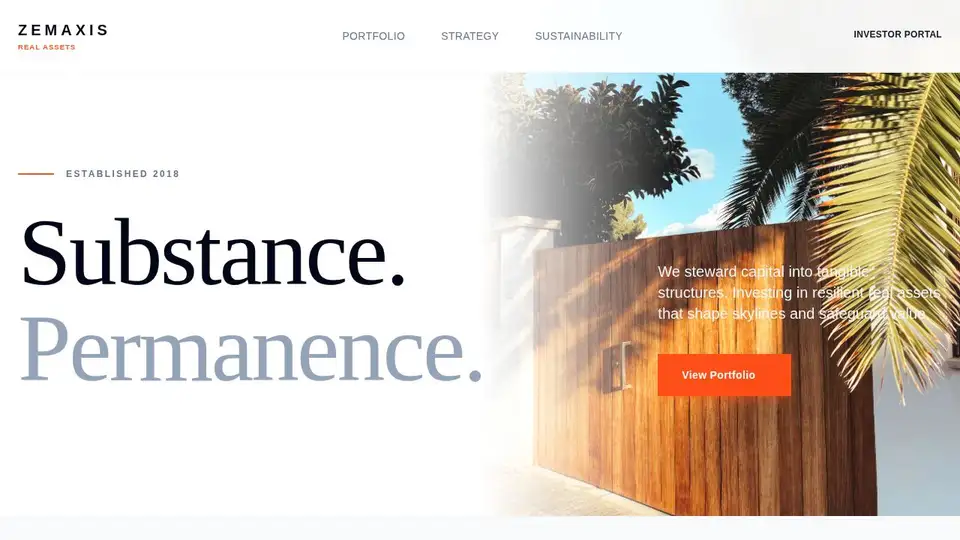 ZEMAXIS
REAL ASSETS
PORTFOLIO
STRATEGY
SUSTAINABILITY
INVESTOR PORTAL
ESTABLISHED 2018
Substance.
Permanence.
We steward capital into tangible
structures. Investing in resilient real assets
that shape skylines and safeguard value.
View Portfolio